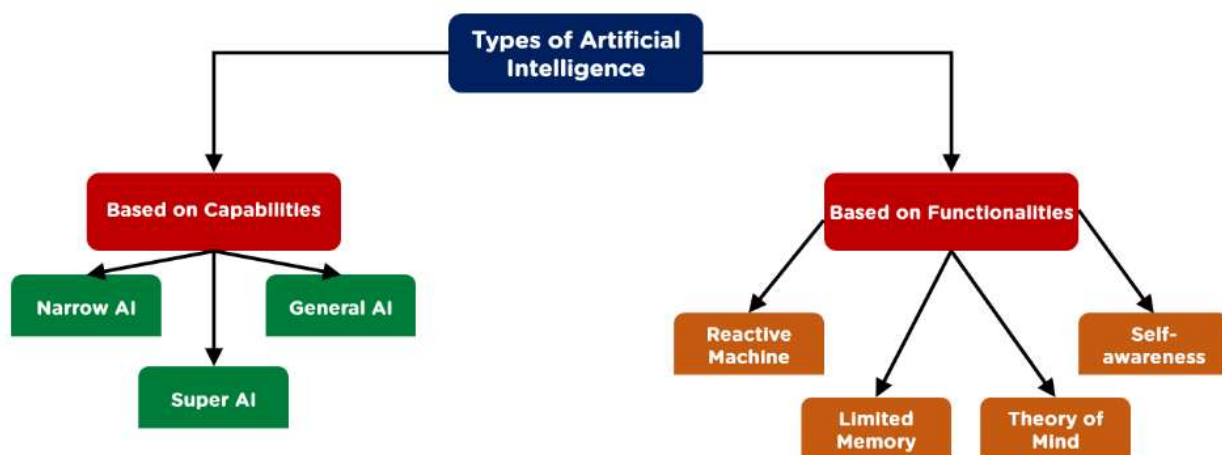 Types of Artificial
Intelligence
Based on Capabilities
Based on Functionalities
Narrow AI
General AI
Super AI
Reactive
Machine
Self-
awareness
Limited
Memory
Theory of
Mind